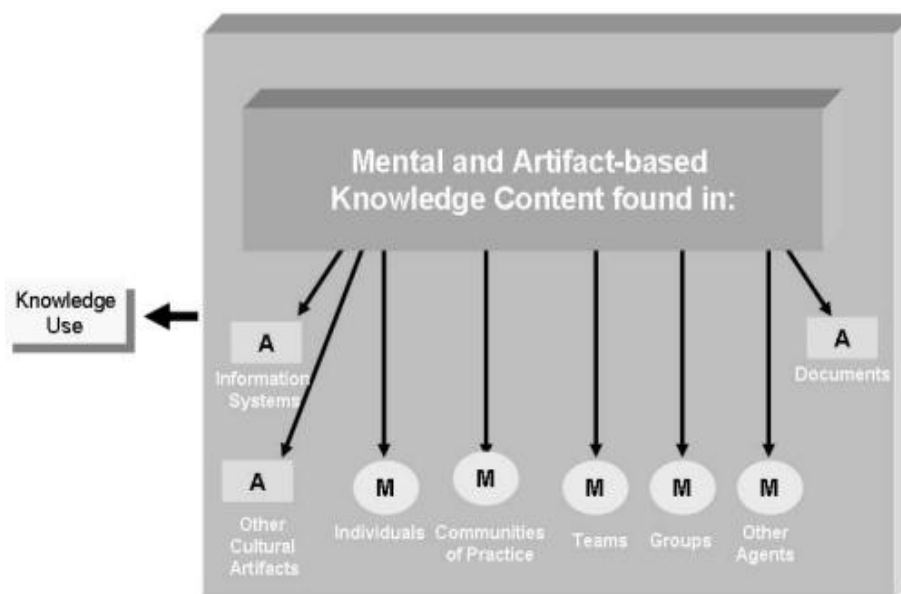 Mental and Artifact-based
Knowledge Content found in:
Knowledge
Use
A
Information
Systems
A
Documents
A
Other
Cultural
Artifacts
M
Individuals
M
Communities
of Practice
M
Teams
M
Groups
M
Other
Agents